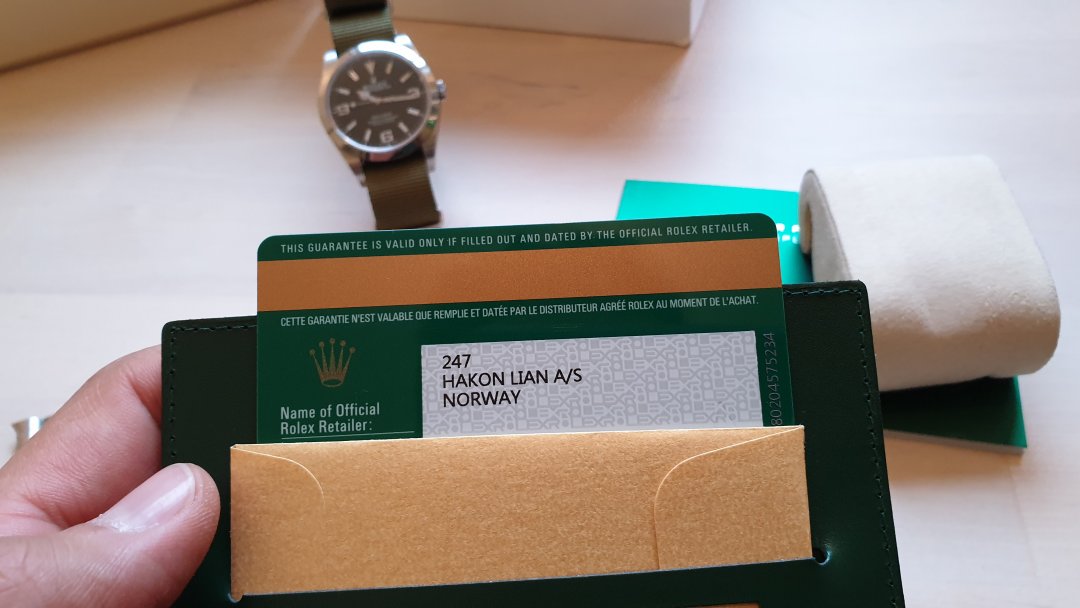 THIS GUARANTEE IS VALID ONLY IF FILLED OUT AND DATED BY THE OFFICIAL ROLEX RETAILER.
CETTE GARANTIE N'EST VALABLE QUE REMPLIE ET DATÉE PAR LE DISTRIBUTEUR AGRÉÉ ROLEX AU MOMENT DE L'ACHAT.
247
HAKON LIAN A/S
NORWAY
Name of Official
Rolex Retailer:
80204575234